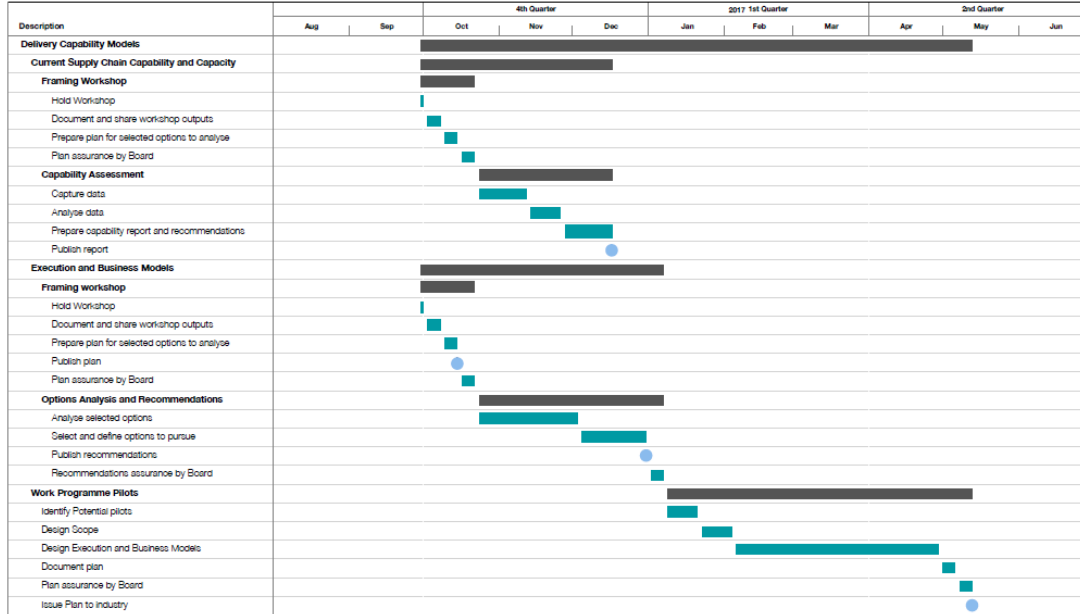 4th Quarter 2017 1st Quarter 2nd Quarter
Description Aug Sep Oct Nov Dec Jan Feb Mar Apr May Jun
Delivery Capability Models
Current Supply Chain Capability and Capacity
Framing Workshop
Hold Workshop
Document and share workshop outputs
Prepare plan for selected options to analyse
Plan assurance by Board
Capability Assessment
Capture data
Analyse data
Prepare capability report and recommendations
Publish report
Execution and Business Models
Framing workshop
Hold Workshop
Document and share workshop outputs
Prepare plan for selected options to analyse
Publish plan
Plan assurance by Board
Options Analysis and Recommendations
Analyse selected options
Select and define options to pursue
Publish recommendations
Recommendations assurance by Board
Work Programme Pilots
Identify Potential pilots
Design Scope
Design Execution and Business Models
Document plan
Plan assurance by Board
Issue Plan to industry